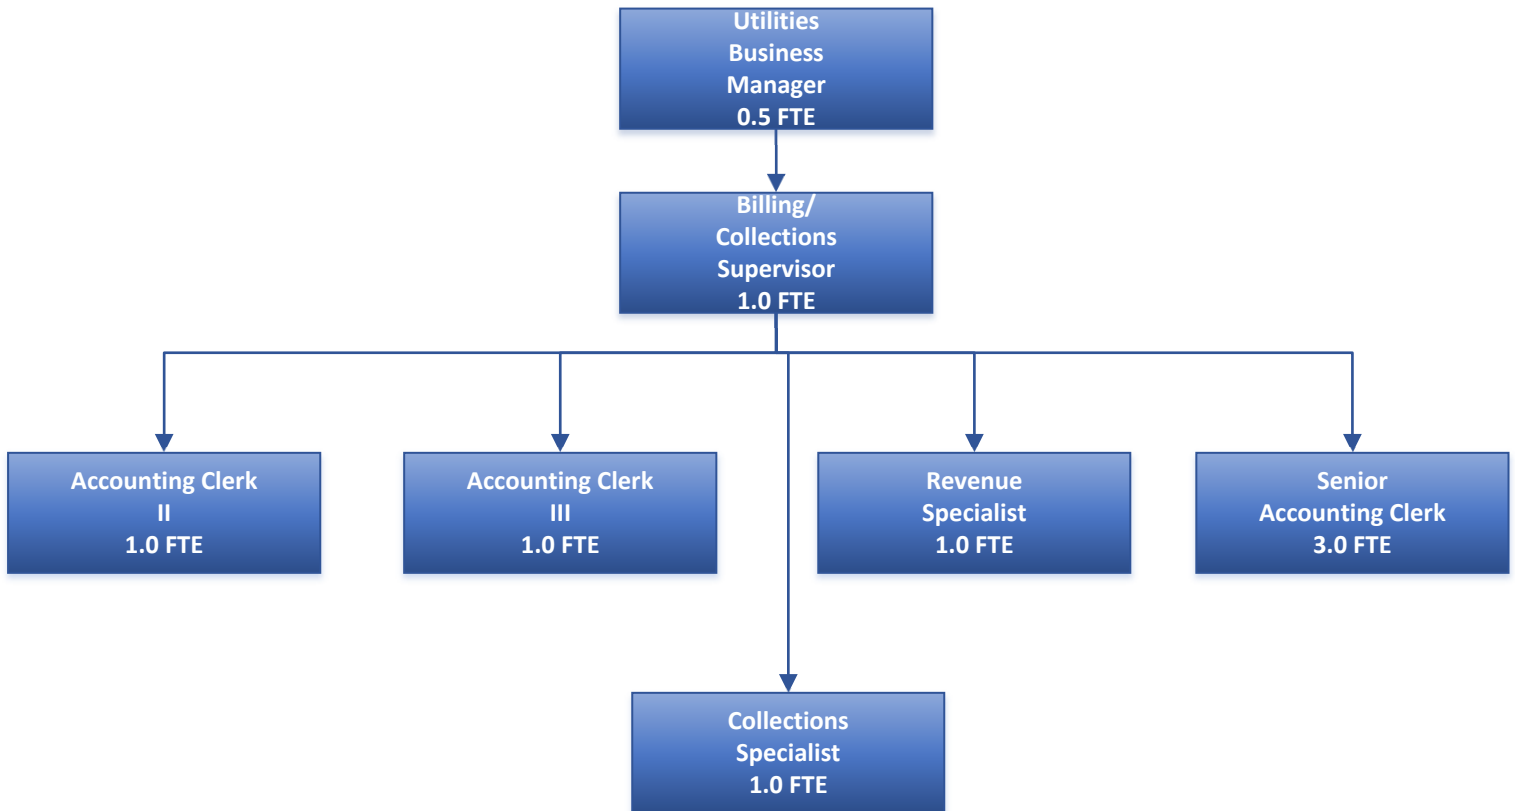 Utilities
Business
Manager
0.5 FTE
Billing/
Collections
Supervisor
1.0 FTE
Accounting Clerk
II
1.0 FTE
Accounting Clerk
III
1.0 FTE
Revenue
Specialist
1.0 FTE
Senior
Accounting Clerk
3.0 FTE
Collections
Specialist
1.0 FTE